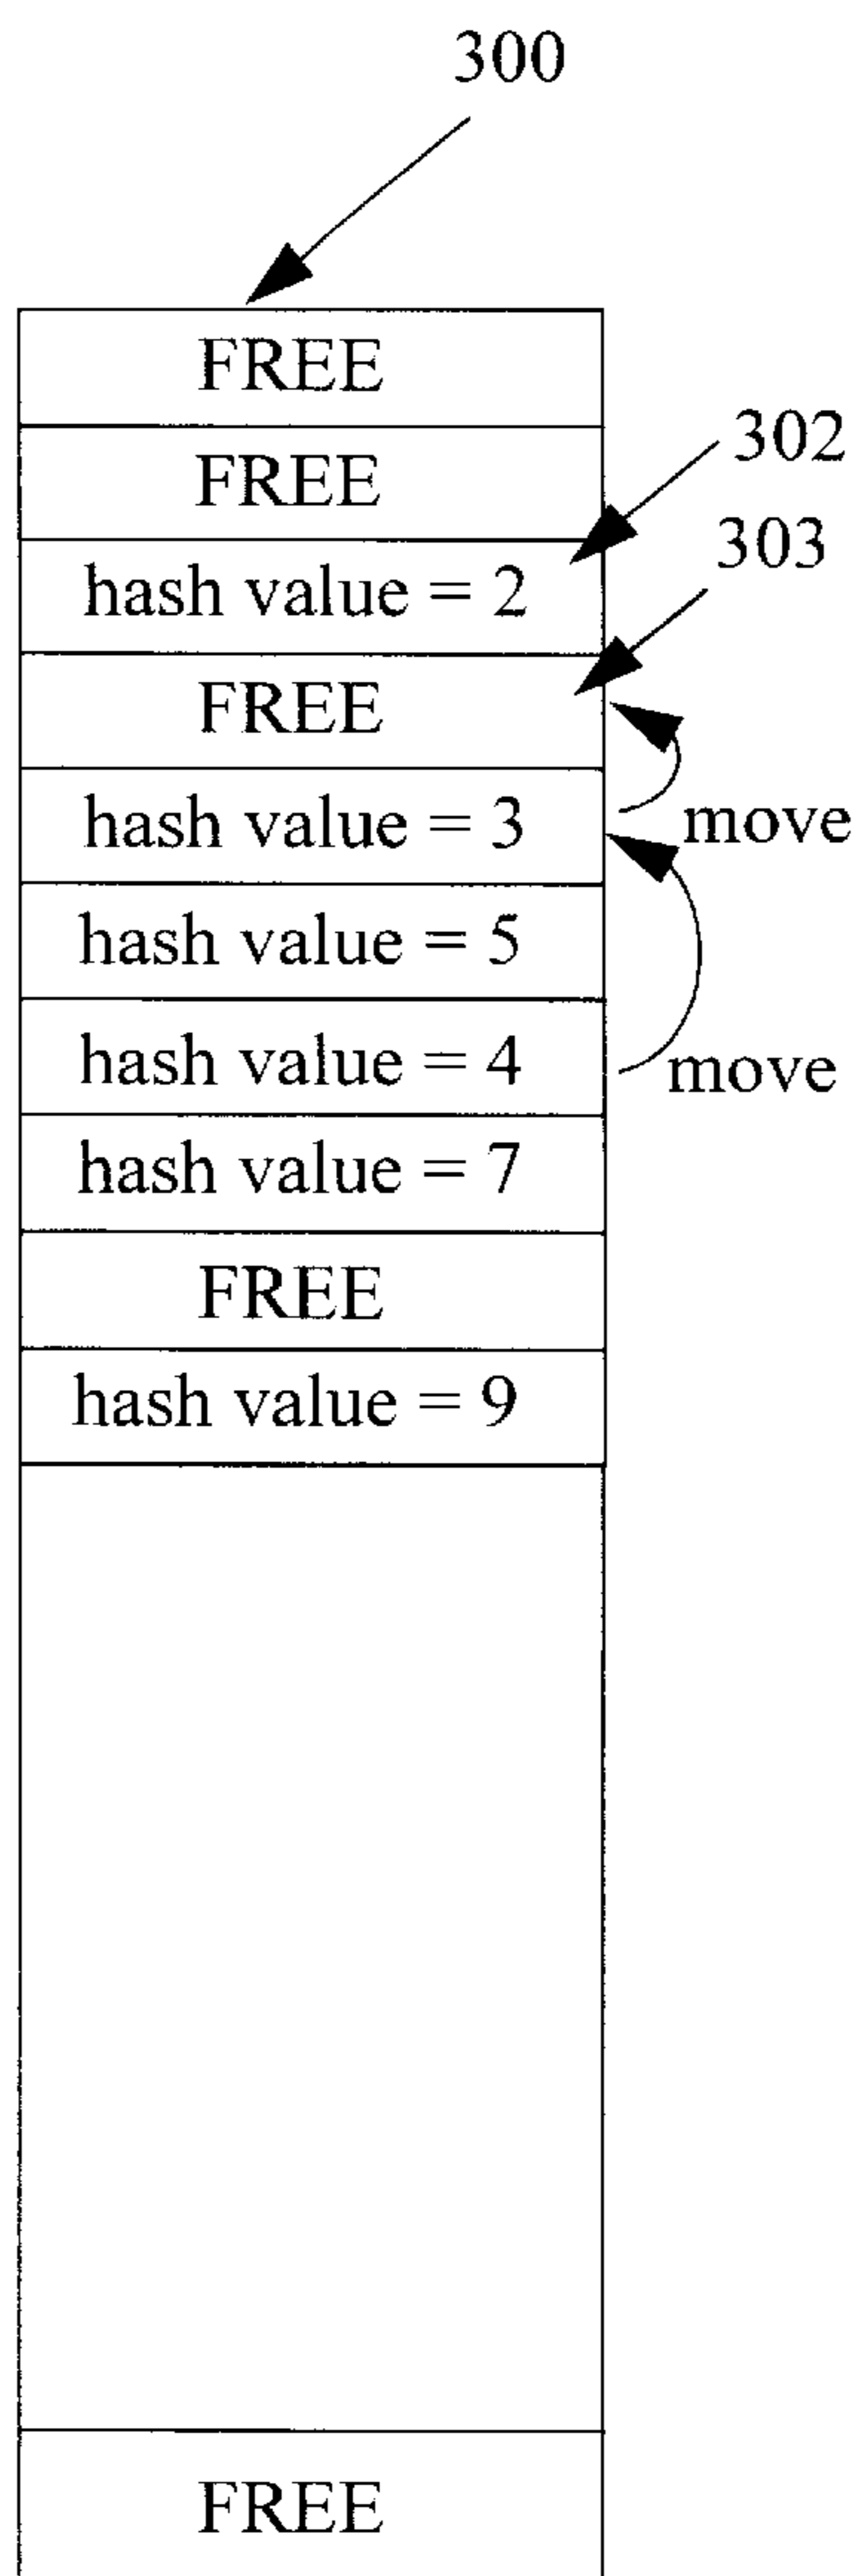 300
FREE
FREE
302
303
hash value = 2
FREE
hash value = 3
move
hash value = 5
hash value = 4
move
hash value = 7
FREE
hash value = 9
FREE